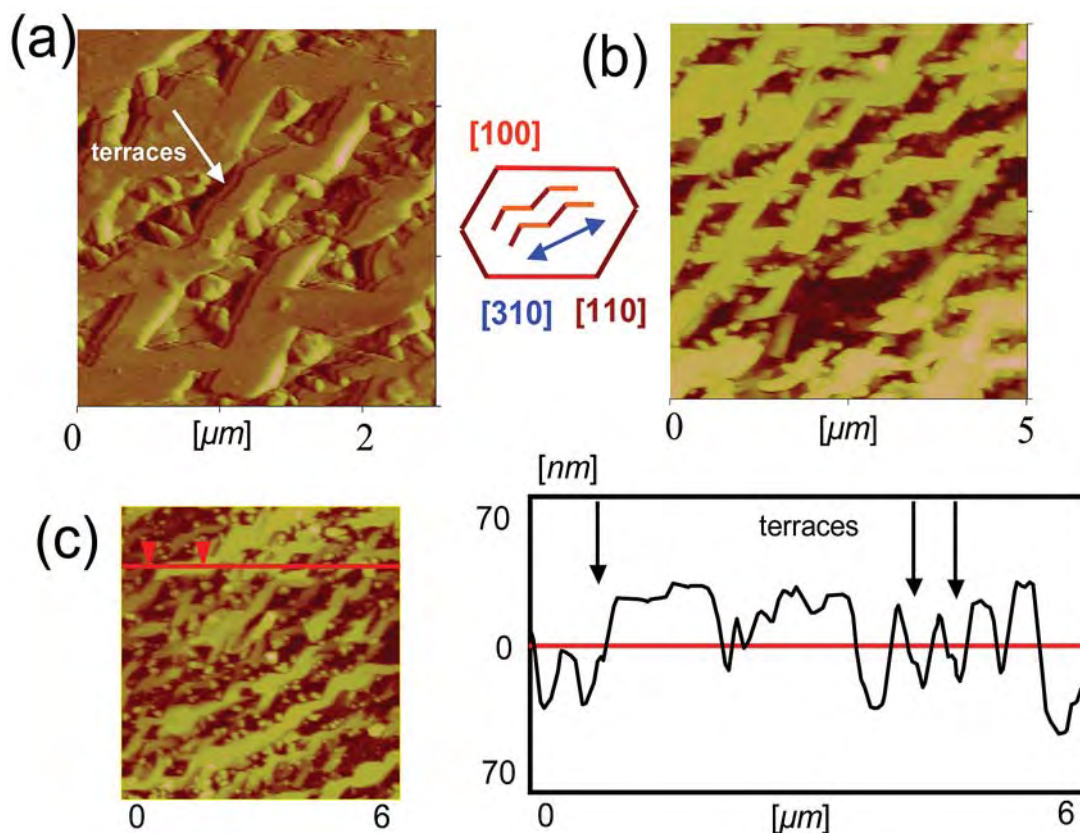 (a)
terraces
0
[µm]
2
[100]
[310]
[110]
(b)
0
[µm]
5
(c)
0
6
[nm]
70
terraces
0
70
0
[µm]
6